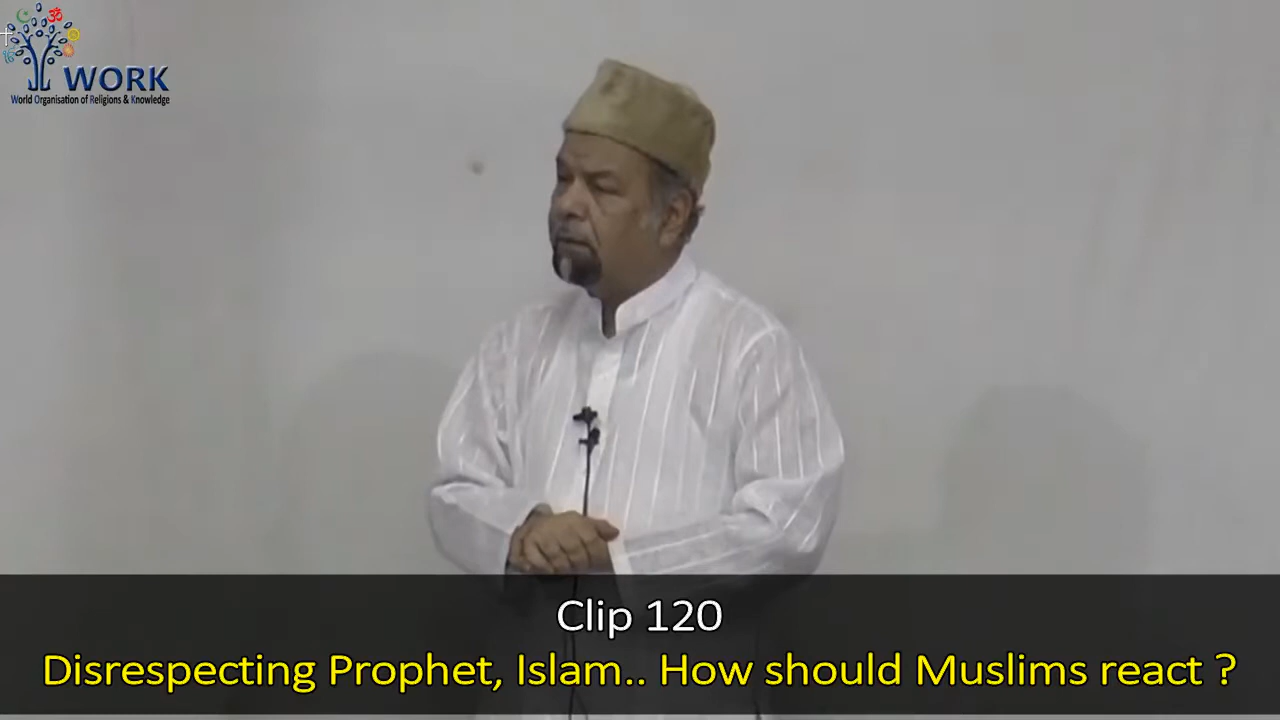 WORK
World Organisation of Religions & Knowledge
Clip 120
Disrespecting Prophet, Islam.. How should Muslims react ?